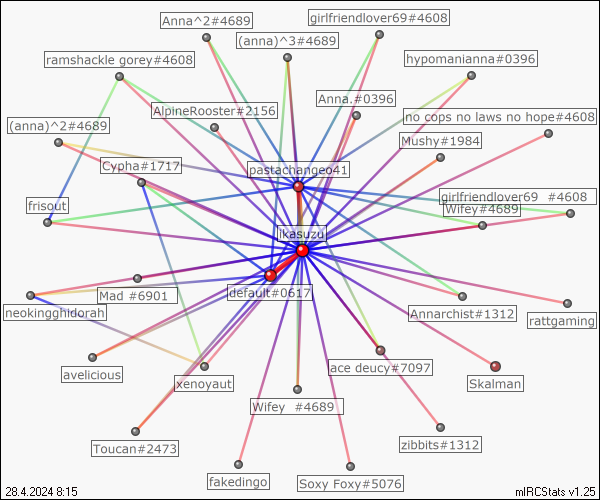 Anna^2#4689
girlfriendlover69#4608
(anna)^3#4689
ramshackle gorey#4608
hypomanianna#0396
AlpineRooster#2156
Anna.#0396
no cops no laws no hope#4608
(anna)^2#4689
Mushy#1984
Cypha#1717
pastachangeo41
girlfriendlover69 #4608
frisout
Wifey#4689
ikasuzu
Mad #6901
default#0617
neokingghidorah
Annarchist#1312
rattgaming
avelicious
xenoyaut
ace deucy#7097
Skalman
Wifey #4689
Toucan#2473
zibbits#1312
fakedingo
Soxy Foxy#5076
28.4.2024 8:15
mIRCStats v1.25